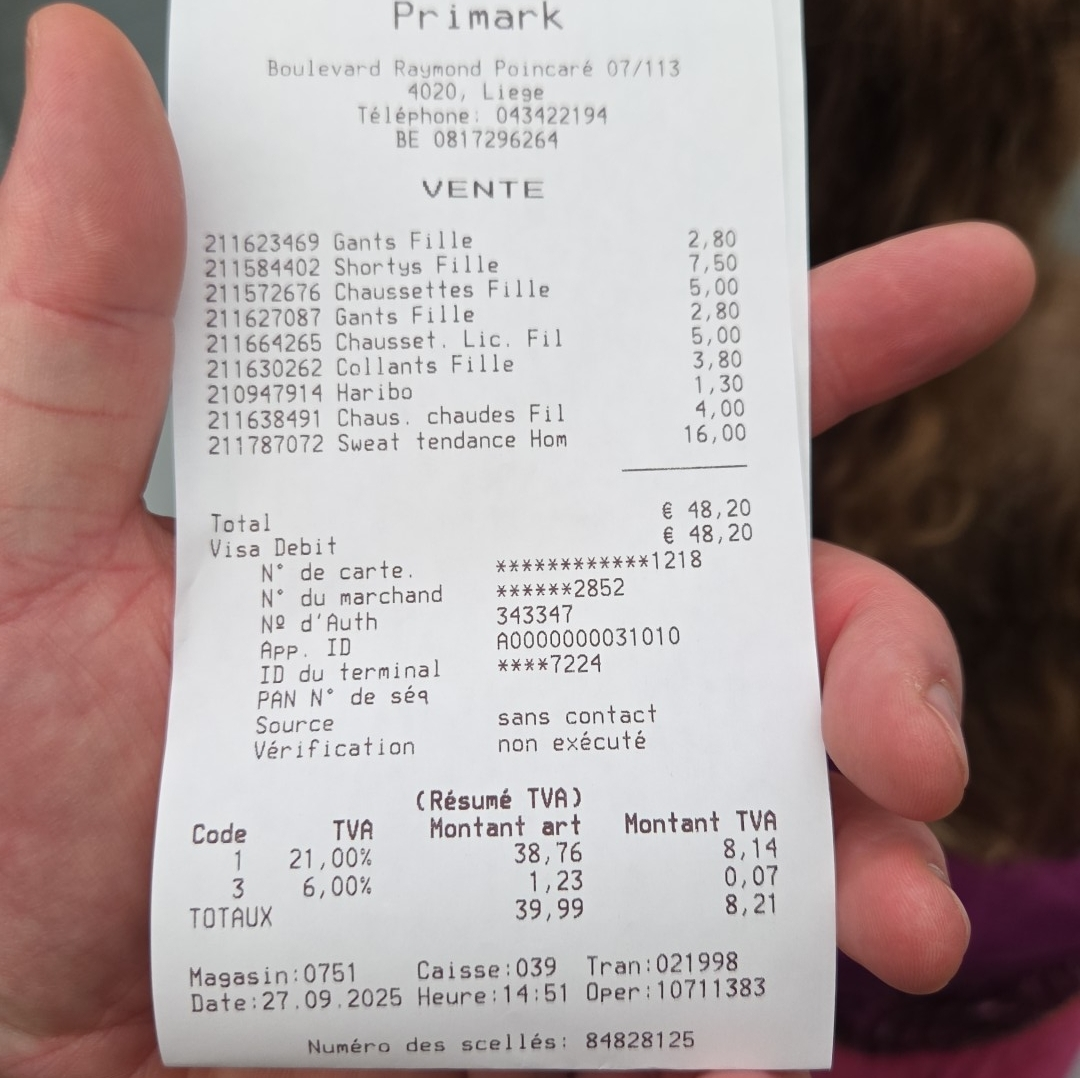 Primark
Boulevard Raymond Poincaré 07/113
4020, Liege
Téléphone: 043422194
BE 0817296264
VENTE
211623469 Gants Fille 2,80
211584402 Shortys Fille 7,50
211572676 Chaussettes Fille 5,00
211627087 Gants Fille 2,80
211664265 Chausset. Lic. Fil 5,00
211630262 Collants Fille 3,80
210947914 Haribo 1,30
211638491 Chaus. chaudes Fil 4,00
211787072 Sweat tendance Hom 16,00
Total € 48,20
Visa Debit € 48,20
N° de carte. ************1218
N° du marchand ******2852
Nº d'Auth 343347
App. ID A0000000031010
ID du terminal ****7224
PAN N° de séq
Source sans contact
Vérification non exécuté
(Résumé TVA)
Code TVA Montant art Montant TVA
1 21,00% 38,76 8,14
3 6,00% 1,23 0,07
TOTAUX 39,99 8,21
Magasin:0751 Caisse:039 Tran:021998
Date:27.09.2025 Heure:14:51 Oper:10711383
Numéro des scellés: 84828125